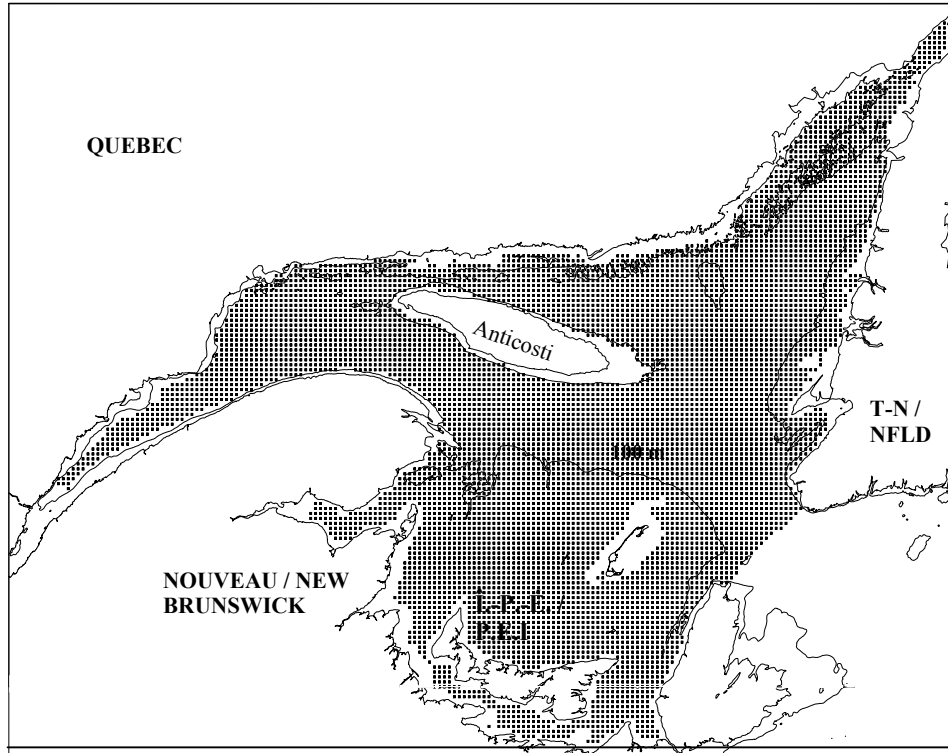 QUEBEC
Anticosti
T-N /
NFLD
100 m
NOUVEAU / NEW
BRUNSWICK
Î.-P.-E. /
P.E.I